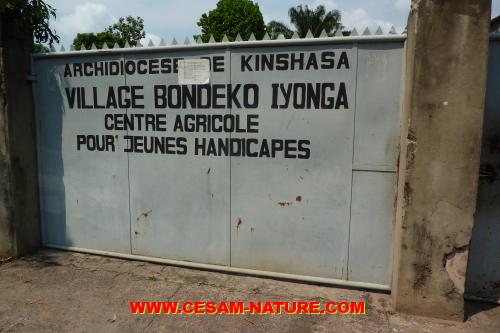 ARCHIDIOCESE DE KINSHASA
VILLAGE BONDEKO IYONGA
CENTRE AGRICOLE
POUR JEUNES HANDICAPES
WWW.CESAM-NATURE.COM